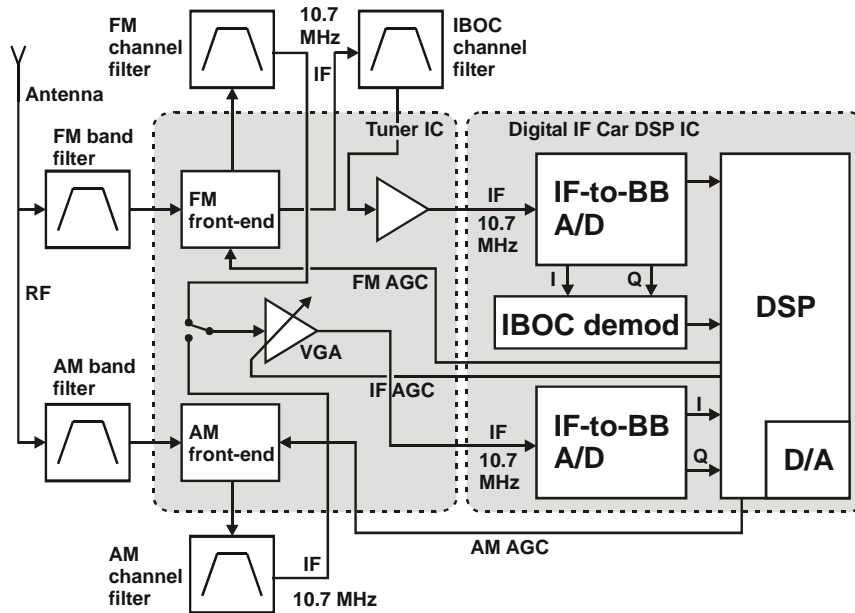 FM
channel
filter
10.7
MHz
IF
IBOC
channel
filter
Antenna
Tuner IC
Digital IF Car DSP IC
FM band
filter
FM
front-end
IF
10.7
MHz
IF-to-BB
A/D
I
Q
DSP
RF
FM AGC
IBOC demod
VGA
AM band
filter
IF AGC
AM
front-end
IF
10.7
MHz
IF-to-BB
A/D
I
Q
D/A
AM
channel
filter
IF
10.7 MHz
AM AGC